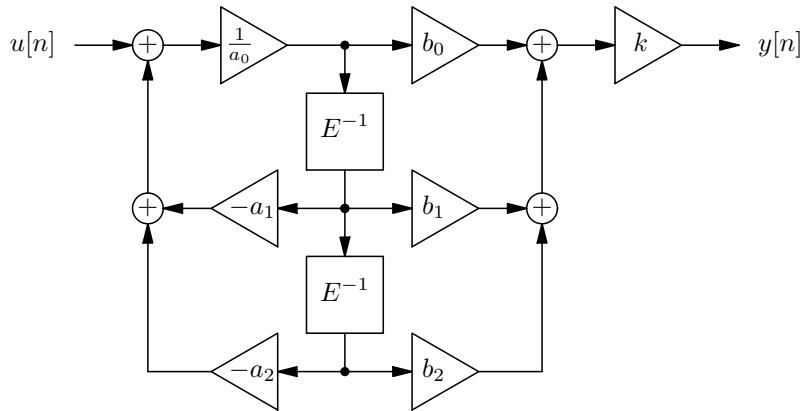 u[n] + 1/a₀ b₀ + k y[n]
E⁻¹
+ −a₁ b₁ +
E⁻¹
−a₂ b₂